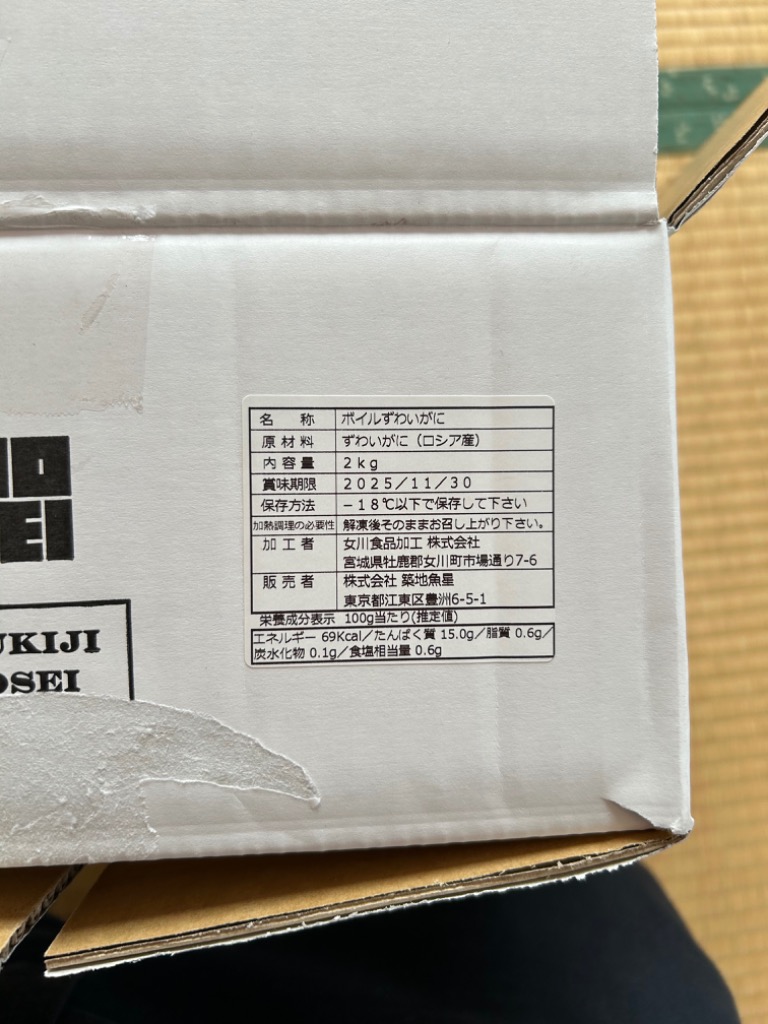 名称 ボイルずわいがに
原材料 ずわいがに（ロシア産）
内容量 2kg
賞味期限 2025/11/30
保存方法 −18℃以下で保存して下さい
加熱調理の必要性 解凍後そのままお召し上がり下さい。
加工者 女川食品加工 株式会社
宮城県牡鹿郡女川町市場通り7-6
販売者 株式会社 築地魚星
東京都江東区豊洲6-5-1
栄養成分表示 100g当たり(推定値)
エネルギー 69Kcal／たんぱく質 15.0g／脂質 0.6g／
炭水化物 0.1g／食塩相当量 0.6g